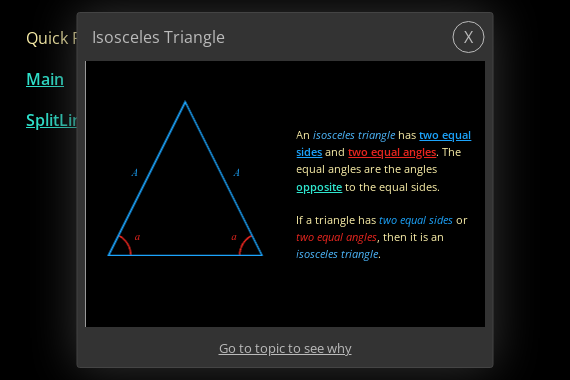 Quick
Main
Isosceles Triangle
X
A
A
a
a
An isosceles triangle has two equal
sides and two equal angles. The
equal angles are the angles
opposite to the equal sides.
If a triangle has two equal sides or
two equal angles, then it is an
isosceles triangle.
Go to topic to see why